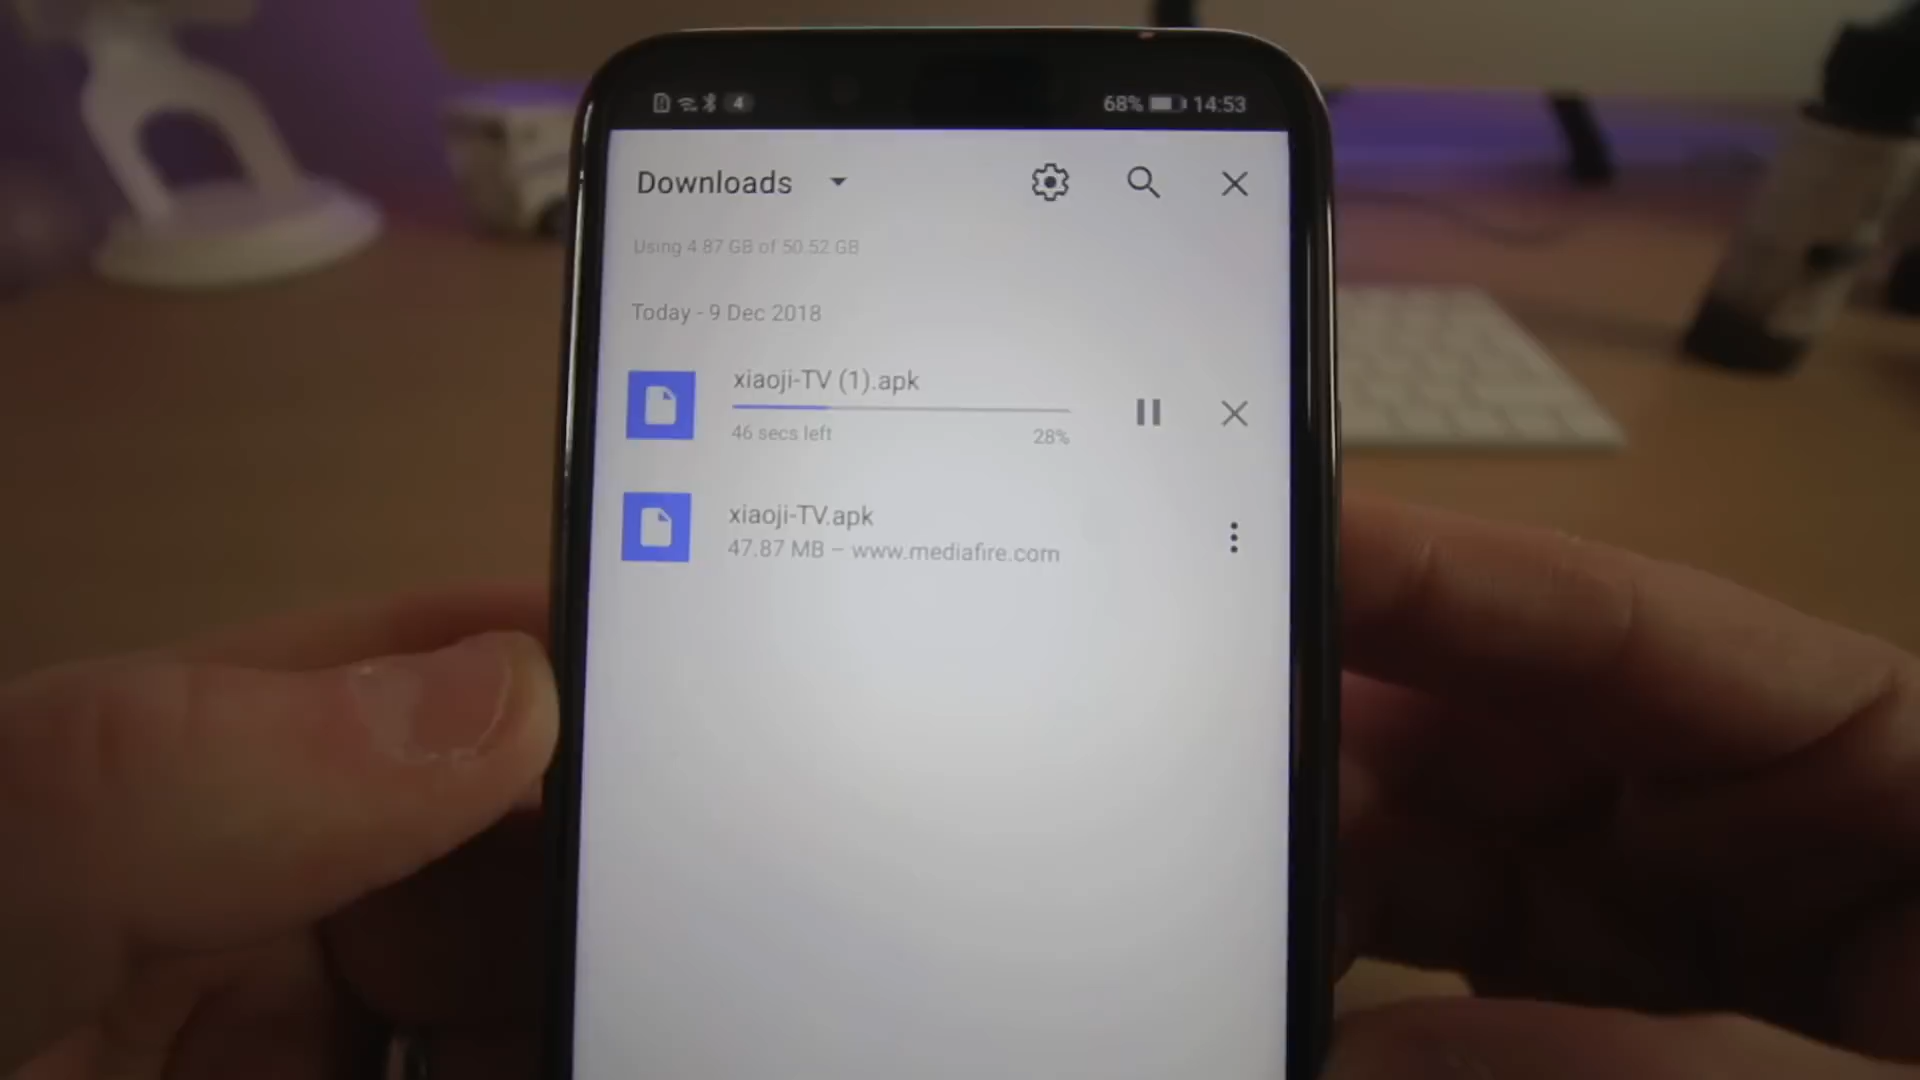 4
68% 14:53
Downloads
Using 4.87 GB of 50.52 GB
Today - 9 Dec 2018
xiaoji-TV (1).apk
46 secs left 28%
xiaoji-TV.apk
47.87 MB – www.mediafire.com